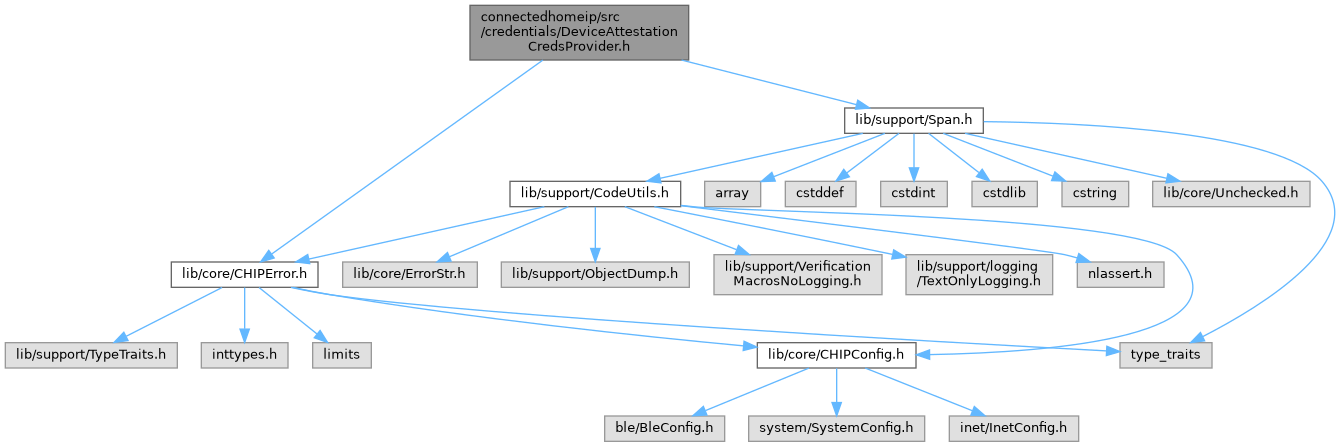 connectedhomeip/src
/credentials/DeviceAttestation
CredsProvider.h
lib/support/Span.h
lib/support/CodeUtils.h
array
cstddef
cstdint
cstdlib
cstring
lib/core/Unchecked.h
lib/core/CHIPError.h
lib/core/ErrorStr.h
lib/support/ObjectDump.h
lib/support/Verification
MacrosNoLogging.h
lib/support/logging
/TextOnlyLogging.h
nlassert.h
lib/support/TypeTraits.h
inttypes.h
limits
lib/core/CHIPConfig.h
type_traits
ble/BleConfig.h
system/SystemConfig.h
inet/InetConfig.h